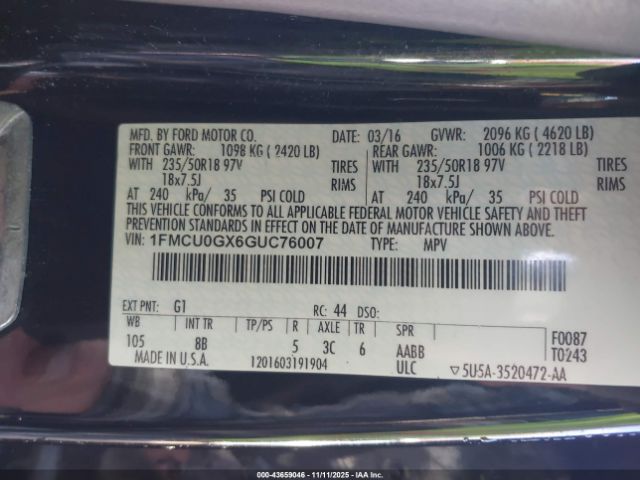 MFD. BY FORD MOTOR CO. DATE: 03/16 GVWR: 2096 KG ( 4620 LB)
FRONT GAWR: 1098 KG ( 2420 LB) REAR GAWR: 1006 KG ( 2218 LB)
WITH 235/50R18 97V TIRES WITH 235/50R18 97V TIRES
18x7.5J RIMS 18x7.5J RIMS
AT 240 kPa/ 35 PSI COLD AT 240 kPa/ 35 PSI COLD
THIS VEHICLE CONFORMS TO ALL APPLICABLE FEDERAL MOTOR VEHICLE SAFETY AND THEFT
PREVENTION STANDARDS IN EFFECT ON THE DATE OF MANUFACTURE SHOWN ABOVE.
VIN: 1FMCU0GX6GUC76007 TYPE: MPV
EXT PNT: G1 RC: 44 DSO:
WB INT TR TP/PS R AXLE TR SPR F0087
105 8B 5 3C 6 AABB T0243
MADE IN U.S.A. 1201603191904 ULC ▽5U5A-3520472-AA
000-43659046 - 11/11/2025 - IAAI.COM